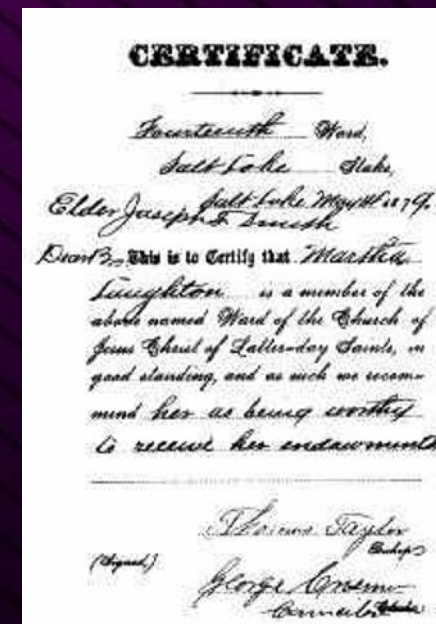 CERTIFICATE.
Fourteenth Ward,
Salt Lake Stake,
Salt Lake May 1879.
Elder Joseph F. Smith
Dear B. This is to Certify that Martha
Laughton is a member of the
above named Ward of the Church of
Jesus Christ of Latter-day Saints, in
good standing, and as such we recom-
mend her as being worthy
to receive her endowments
Thomas Taylor
Bishop
(Signed,)
George
Councilor